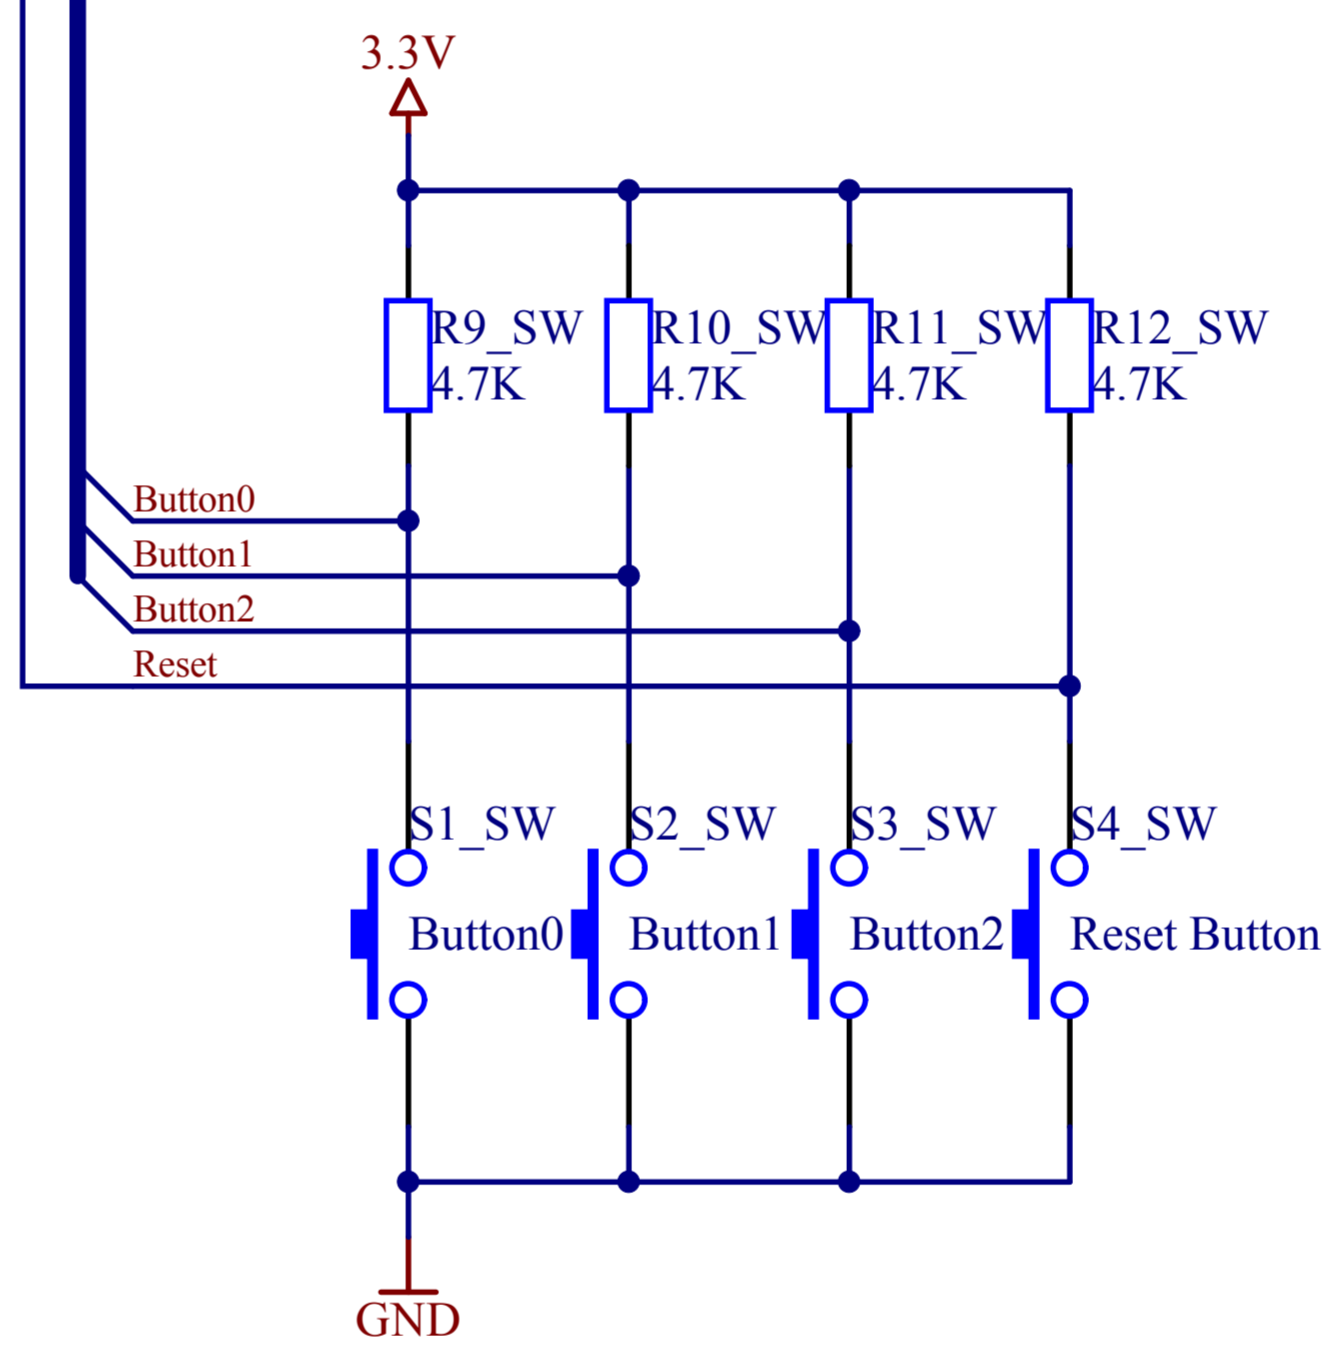 3.3V
R9_SW
4.7K
R10_SW
4.7K
R11_SW
4.7K
R12_SW
4.7K
Button0
Button1
Button2
Reset
S1_SW
S2_SW
S3_SW
S4_SW
Button0
Button1
Button2
Reset Button
GND